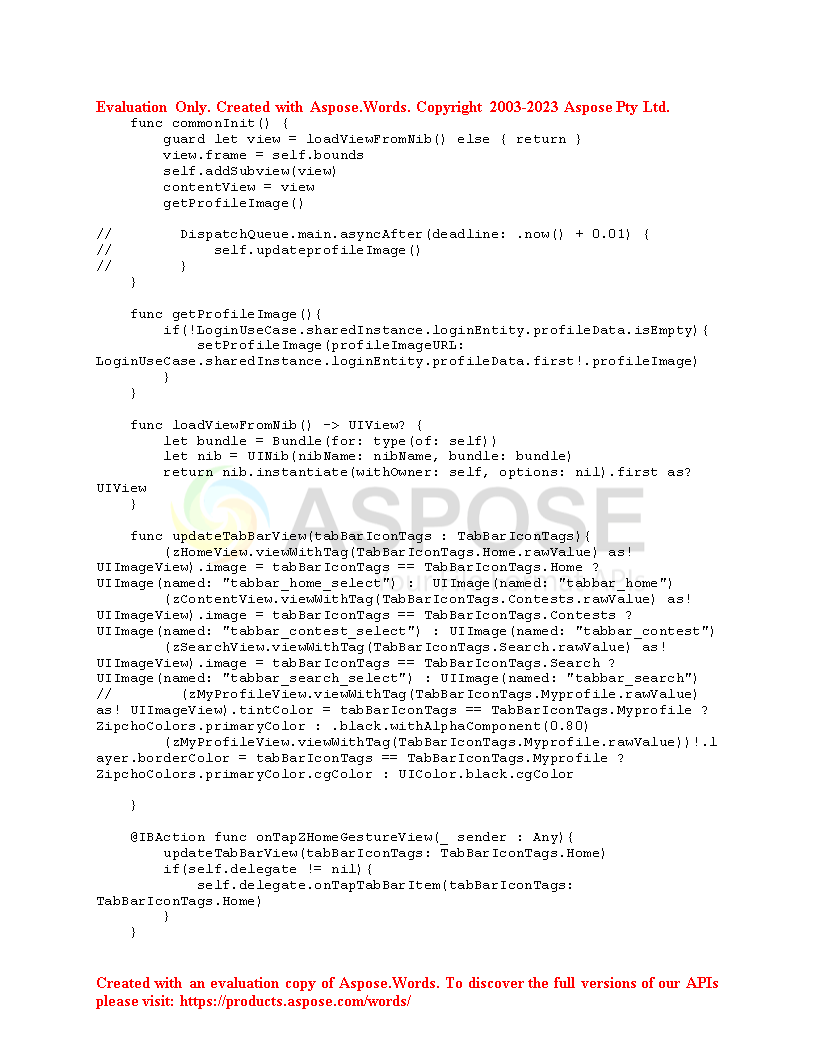 Evaluation Only. Created with Aspose.Words. Copyright 2003-2023 Aspose Pty Ltd.
    func commonInit() {
        guard let view = loadViewFromNib() else { return }
        view.frame = self.bounds
        self.addSubview(view)
        contentView = view
        getProfileImage()

//        DispatchQueue.main.asyncAfter(deadline: .now() + 0.01) {
//            self.updateprofileImage()
//        }
    }

    func getProfileImage(){
        if(!LoginUseCase.sharedInstance.loginEntity.profileData.isEmpty){
            setProfileImage(profileImageURL:
LoginUseCase.sharedInstance.loginEntity.profileData.first!.profileImage)
        }
    }

    func loadViewFromNib() -> UIView? {
        let bundle = Bundle(for: type(of: self))
        let nib = UINib(nibName: nibName, bundle: bundle)
        return nib.instantiate(withOwner: self, options: nil).first as?
UIView
    }
ASPOSE

    func updateTabBarView(tabBarIconTags : TabBarIconTags){
        (zHomeView.viewWithTag(TabBarIconTags.Home.rawValue) as!
UIImageView).image = tabBarIconTags == TabBarIconTags.Home ?
UIImage(named: "tabbar_home_select") :  UIImage(named: "tabbar_home")
        (zContentView.viewWithTag(TabBarIconTags.Contests.rawValue) as!
UIImageView).image = tabBarIconTags == TabBarIconTags.Contests ?
UIImage(named: "tabbar_contest_select") : UIImage(named: "tabbar_contest")
        (zSearchView.viewWithTag(TabBarIconTags.Search.rawValue) as!
UIImageView).image = tabBarIconTags == TabBarIconTags.Search ?
UIImage(named: "tabbar_search_select") : UIImage(named: "tabbar_search")
//        (zMyProfileView.viewWithTag(TabBarIconTags.Myprofile.rawValue)
as! UIImageView).tintColor = tabBarIconTags == TabBarIconTags.Myprofile ?
ZipchoColors.primaryColor : .black.withAlphaComponent(0.80)
        (zMyProfileView.viewWithTag(TabBarIconTags.Myprofile.rawValue))!.l
ayer.borderColor = tabBarIconTags == TabBarIconTags.Myprofile ?
ZipchoColors.primaryColor.cgColor : UIColor.black.cgColor

    }

    @IBAction func onTapZHomeGestureView(_ sender : Any){
        updateTabBarView(tabBarIconTags: TabBarIconTags.Home)
        if(self.delegate != nil){
            self.delegate.onTapTabBarItem(tabBarIconTags:
TabBarIconTags.Home)
        }
    }

Created with an evaluation copy of Aspose.Words. To discover the full versions of our APIs
please visit: https://products.aspose.com/words/